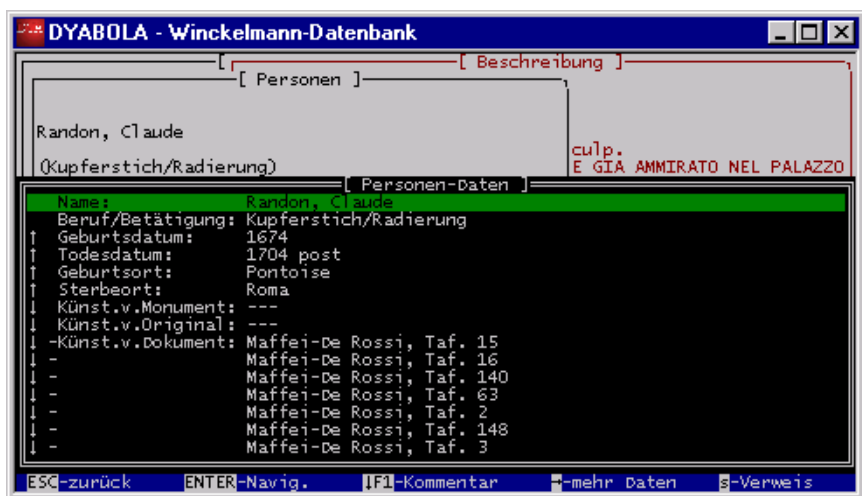 DYABOLA - Winckelmann-Datenbank
[ Beschreibung ]
[ Personen ]
Randon, Claude
culp.
(Kupferstich/Radierung)
E GIA AMMIRATO NEL PALAZZO
[ Personen-Daten ]
Name: Randon, Claude
Beruf/Betätigung: Kupferstich/Radierung
↑ Geburtsdatum: 1674
↑ Todesdatum: 1704 post
↑ Geburtsort: Pontoise
↑ Sterbeort: Roma
↓ Künst.v.Monument: ---
↓ Künst.v.Original: ---
↓ -Künst.v.Dokument: Maffei-De Rossi, Taf. 15
↓ - Maffei-De Rossi, Taf. 16
↓ - Maffei-De Rossi, Taf. 140
↓ - Maffei-De Rossi, Taf. 63
↓ - Maffei-De Rossi, Taf. 2
↓ - Maffei-De Rossi, Taf. 148
↓ - Maffei-De Rossi, Taf. 3
ESC-zurück ENTER-Navig. ↓F1-Kommentar →-mehr Daten s-Verweis